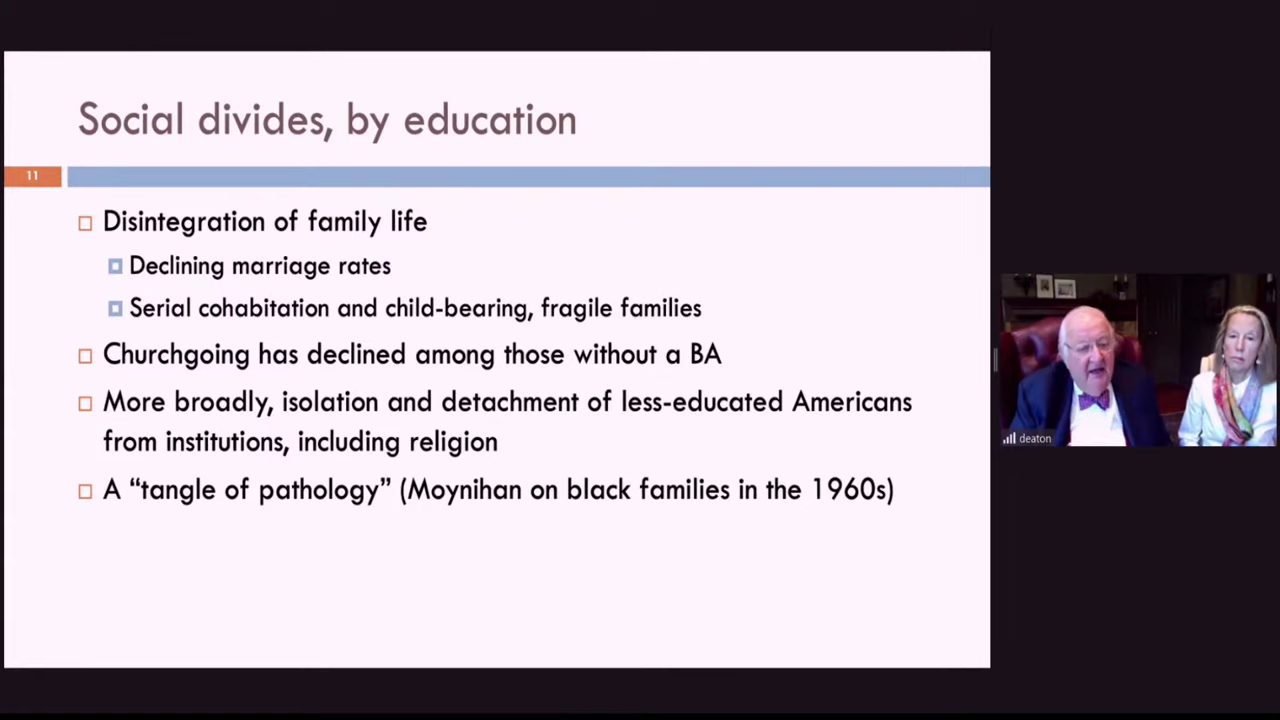 Social divides, by education
11
Disintegration of family life
Declining marriage rates
Serial cohabitation and child-bearing, fragile families
Churchgoing has declined among those without a BA
More broadly, isolation and detachment of less-educated Americans
from institutions, including religion
A “tangle of pathology” (Moynihan on black families in the 1960s)
deaton